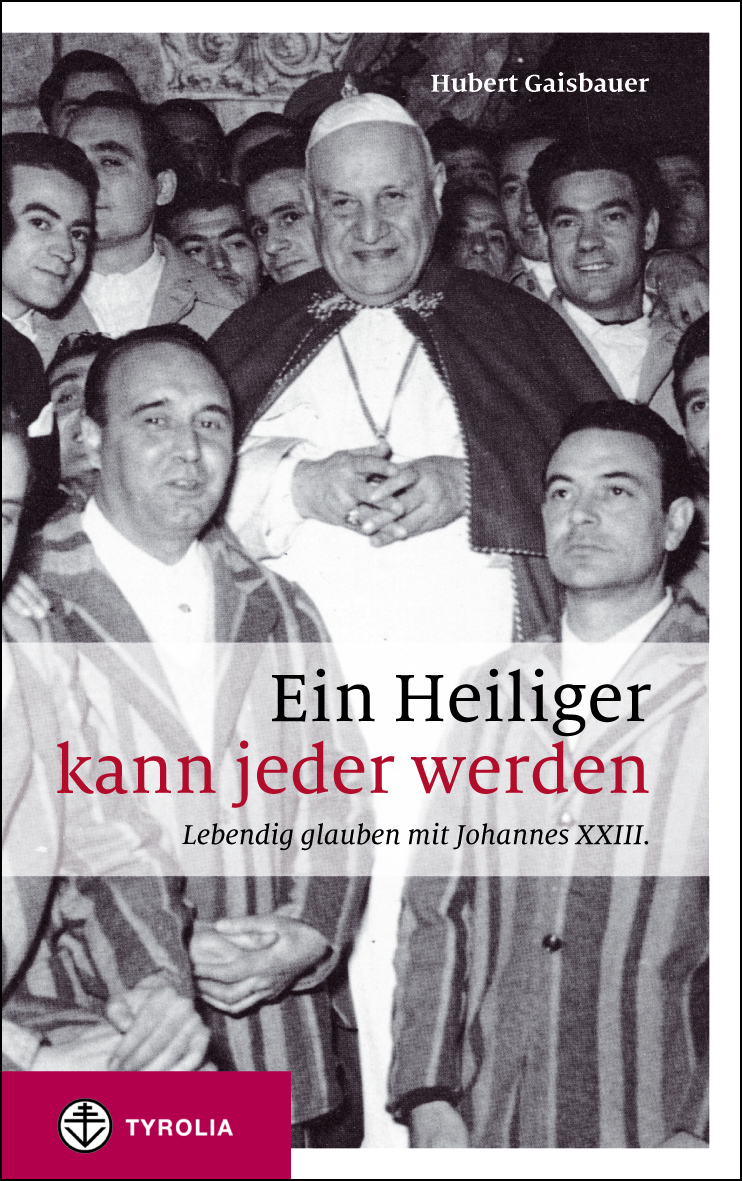 Hubert Gaisbauer
Ein Heiliger
kann jeder werden
Lebendig glauben mit Johannes XXIII.
TYROLIA